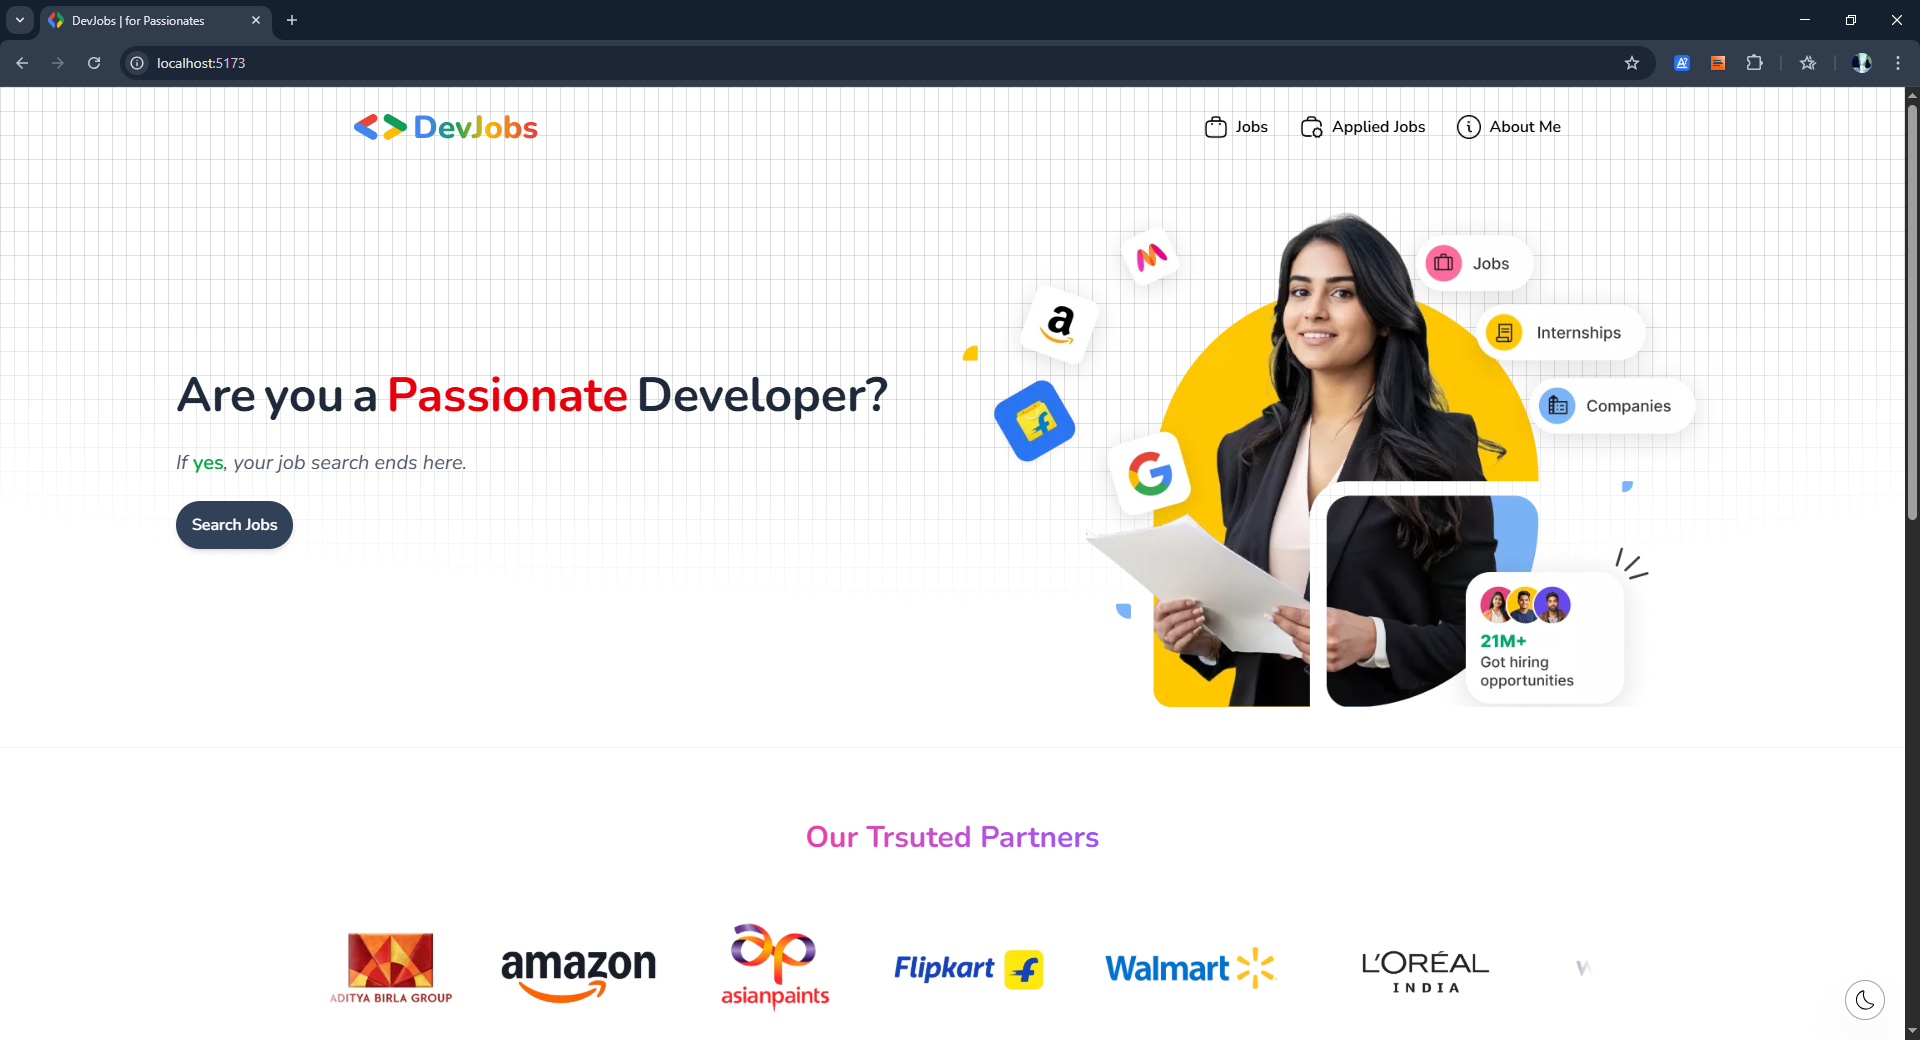 DevJobs | for Passionates
localhost:5173
DevJobs
Jobs
Applied Jobs
About Me
Jobs
a
Internships
Companies
Are you a Passionate Developer?
If yes, your job search ends here.
G
Search Jobs
21M+
Got hiring
opportunities
Our Trsuted Partners
ADITYA BIRLA GROUP
amazon
asianpaints
Flipkart
Walmart
L'ORÉAL
INDIA